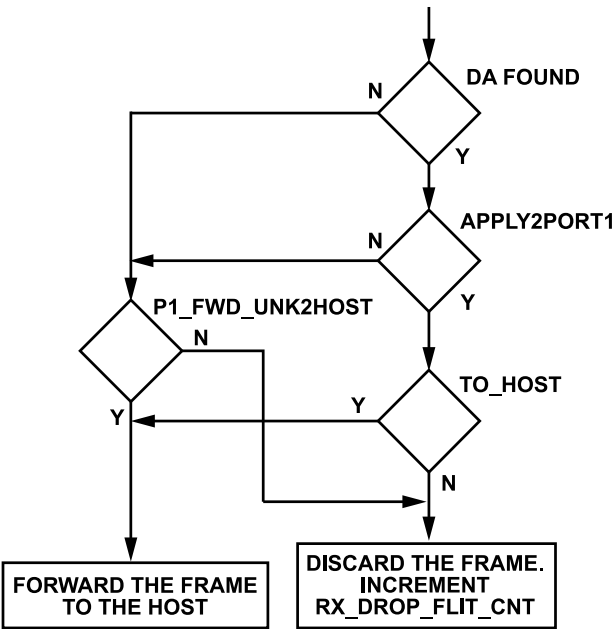 DA FOUND
N
Y
APPLY2PORT1
N
Y
P1_FWD_UNK2HOST
N
Y
TO_HOST
Y
N
FORWARD THE FRAME
TO THE HOST
DISCARD THE FRAME.
INCREMENT
RX_DROP_FLIT_CNT